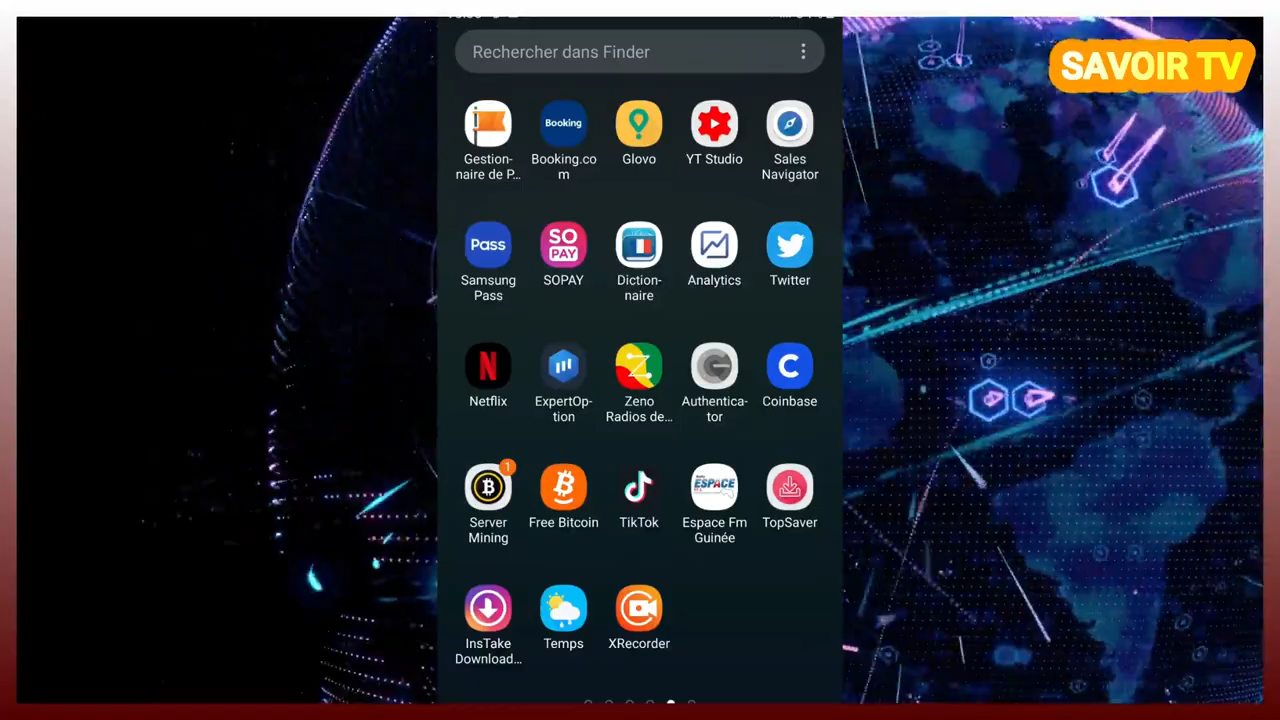 Rechercher dans Finder
SAVOIR TV
Booking
Gestion-
naire de P...
Booking.co
m
Glovo
YT Studio
Sales
Navigator
Pass
SO
PAY
Samsung
Pass
SOPAY
Diction-
naire
Analytics
Twitter
N
C
Netflix
ExpertOp-
tion
Zeno
Radios de...
Authentica-
tor
Coinbase
1
ESPACE
Server
Mining
Free Bitcoin
TikTok
Espace Fm
Guinée
TopSaver
InsTake
Download...
Temps
XRecorder